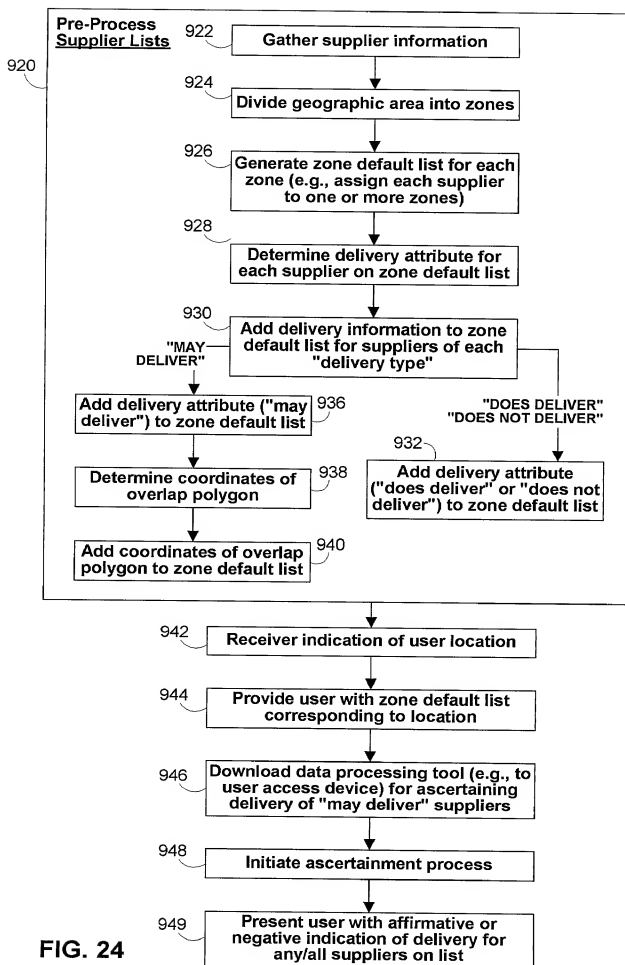 Pre-Process
Supplier Lists
920
922
Gather supplier information
924
Divide geographic area into zones
926
Generate zone default list for each
zone (e.g., assign each supplier
to one or more zones)
928
Determine delivery attribute for
each supplier on zone default list
930
Add delivery information to zone
default list for suppliers of each
"delivery type"
"MAY
DELIVER"
"DOES DELIVER"
"DOES NOT DELIVER"
Add delivery attribute ("may
deliver") to zone default list
936
932
Add delivery attribute
("does deliver" or "does not
deliver") to zone default list
Determine coordinates of
overlap polygon
938
Add coordinates of overlap
polygon to zone default list
940
942
Receiver indication of user location
944
Provide user with zone default list
corresponding to location
946
Download data processing tool (e.g., to
user access device) for ascertaining
delivery of "may deliver" suppliers
948
Initiate ascertainment process
949
Present user with affirmative or
negative indication of delivery for
any/all suppliers on list
FIG. 24